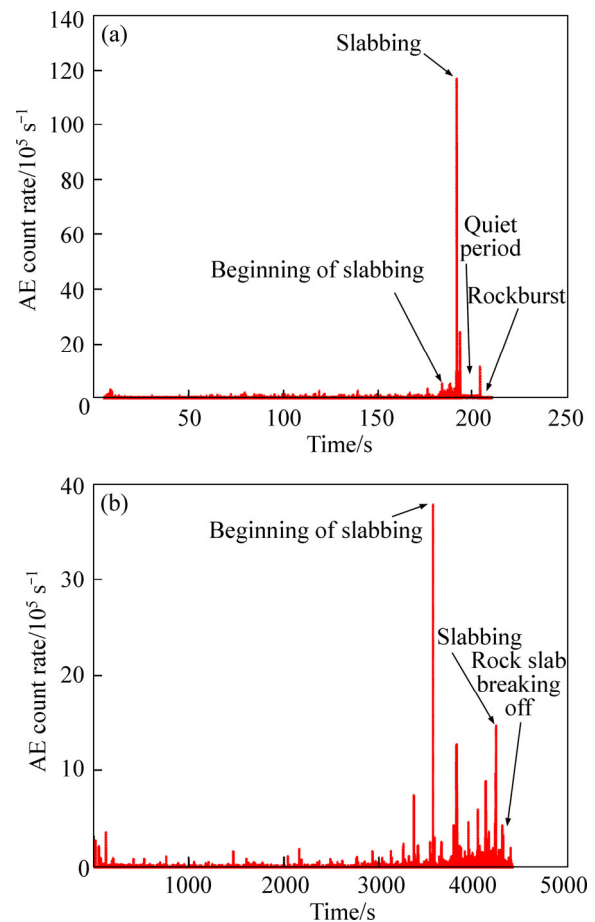 (a)
140
120
100
80
60
40
20
0
AE count rate/10⁵ s⁻¹
Slabbing
Quiet
period
Beginning of slabbing
Rockburst
50
100
150
200
250
Time/s
(b)
40
30
20
10
0
AE count rate/10⁵ s⁻¹
Beginning of slabbing
Slabbing
Rock slab
breaking
off
1000
2000
3000
4000
5000
Time/s